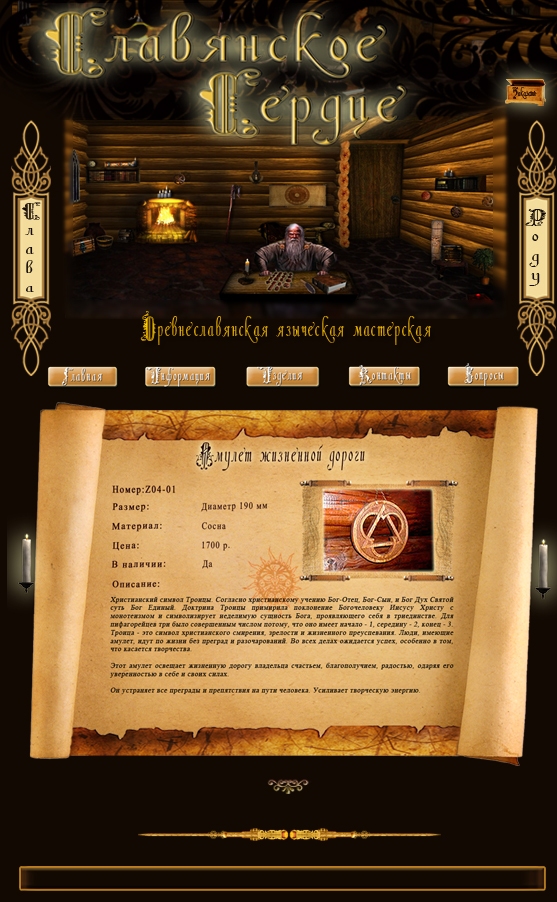 Славянское
Сердце
Слава
Роду
Древнеславянская языческая мастерская
Главная
Информация
Изделия
Контакты
Вопросы
Амулет жизненной дороги
Номер:Z04-01
Размер: Диаметр 190 мм
Материал: Сосна
Цена: 1700 р.
В наличии: Да
Описание:
Христианский символ Троицы. Согласно христианскому учению Бог-Отец, Бог-Сын, и Бог Дух Святой
суть Бог Единый. Доктрина Троицы примирила поклонение Богочеловеку Иисусу Христу с
монотеизмом и символизирует неделимую сущность Бога, проявляющего себя в триединстве. Для
пифагорейцев три было совершенным числом потому, что оно имеет начало - 1, середину - 2, конец - 3.
Троица - это символ христианского смирения, зрелости и жизненного преуспевания. Люди, имеющие
амулет, идут по жизни без преград и разочарований. Во всех делах ожидается успех, особенно в том,
что касается творчества.
Этот амулет освещает жизненную дорогу владельца счастьем, благополучием, радостью, одаряя его
уверенностью в себе и своих силах.
Он устраняет все преграды и препятствия на пути человека. Усиливает творческую энергию.